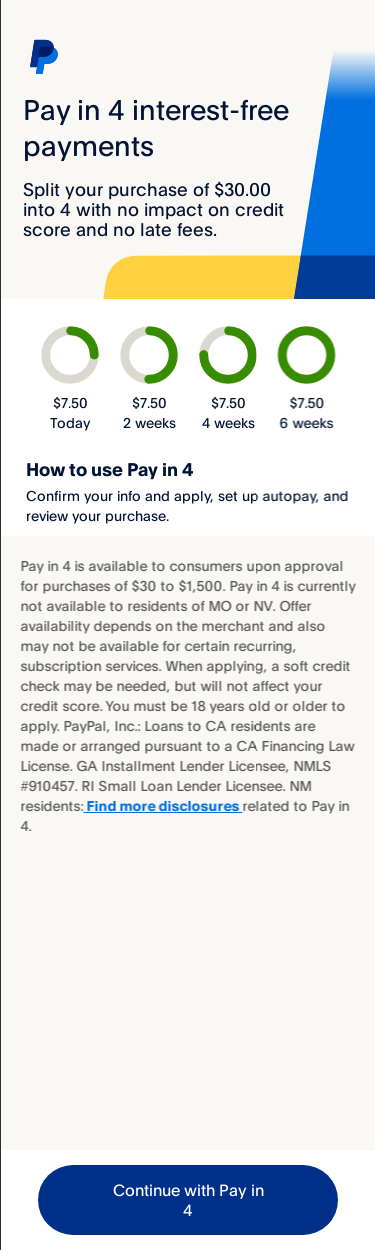 Pay in 4 interest-free
payments
Split your purchase of $30.00
into 4 with no impact on credit
score and no late fees.
$7.50 $7.50 $7.50 $7.50
Today 2 weeks 4 weeks 6 weeks
How to use Pay in 4
Confirm your info and apply, set up autopay, and
review your purchase.
Pay in 4 is available to consumers upon approval
for purchases of $30 to $1,500. Pay in 4 is currently
not available to residents of MO or NV. Offer
availability depends on the merchant and also
may not be available for certain recurring,
subscription services. When applying, a soft credit
check may be needed, but will not affect your
credit score. You must be 18 years old or older to
apply. PayPal, Inc.: Loans to CA residents are
made or arranged pursuant to a CA Financing Law
License. GA Installment Lender Licensee, NMLS
#910457. RI Small Loan Lender Licensee. NM
residents: Find more disclosures related to Pay in
4.
Continue with Pay in
4